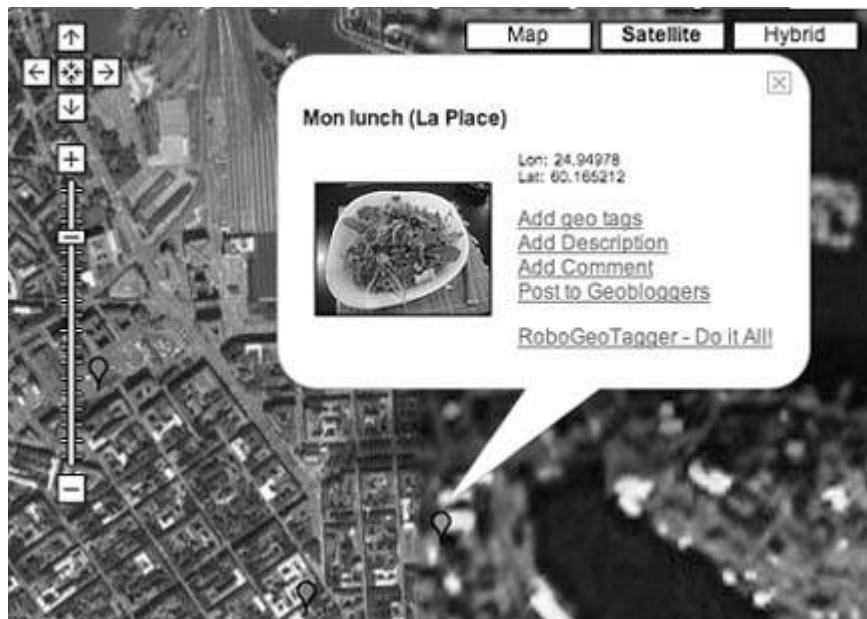 Map
Satellite
Hybrid
Mon lunch (La Place)
Lon: 24.94978
Lat: 60.165212
Add geo tags
Add Description
Add Comment
Post to Geobloggers
RoboGeoTagger - Do it All!